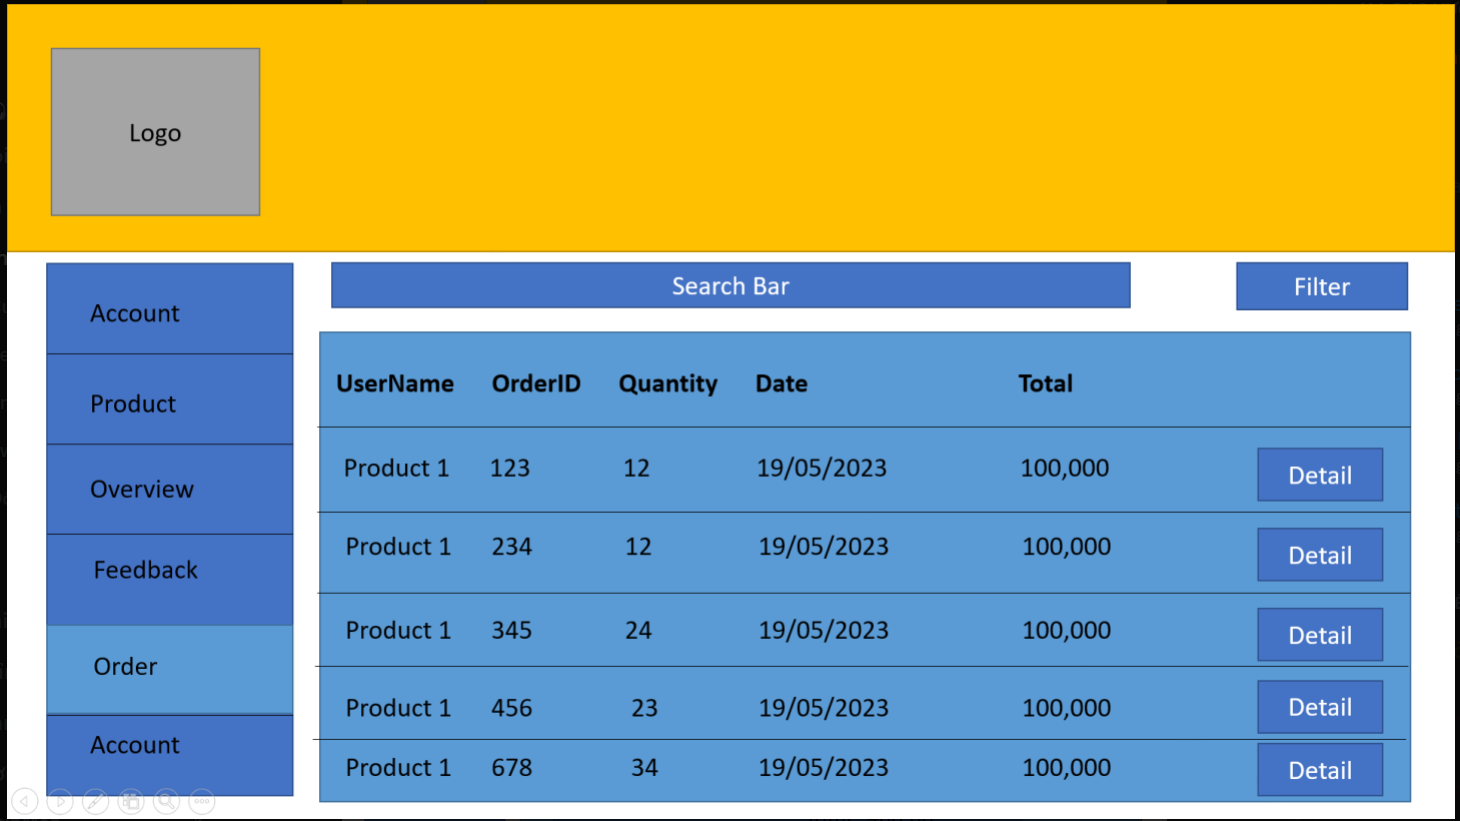 Logo
Account
Product
Overview
Feedback
Order
Account
Search Bar
Filter
UserName OrderID Quantity Date Total
Product 1 123 12 19/05/2023 100,000 Detail
Product 1 234 12 19/05/2023 100,000 Detail
Product 1 345 24 19/05/2023 100,000 Detail
Product 1 456 23 19/05/2023 100,000 Detail
Product 1 678 34 19/05/2023 100,000 Detail